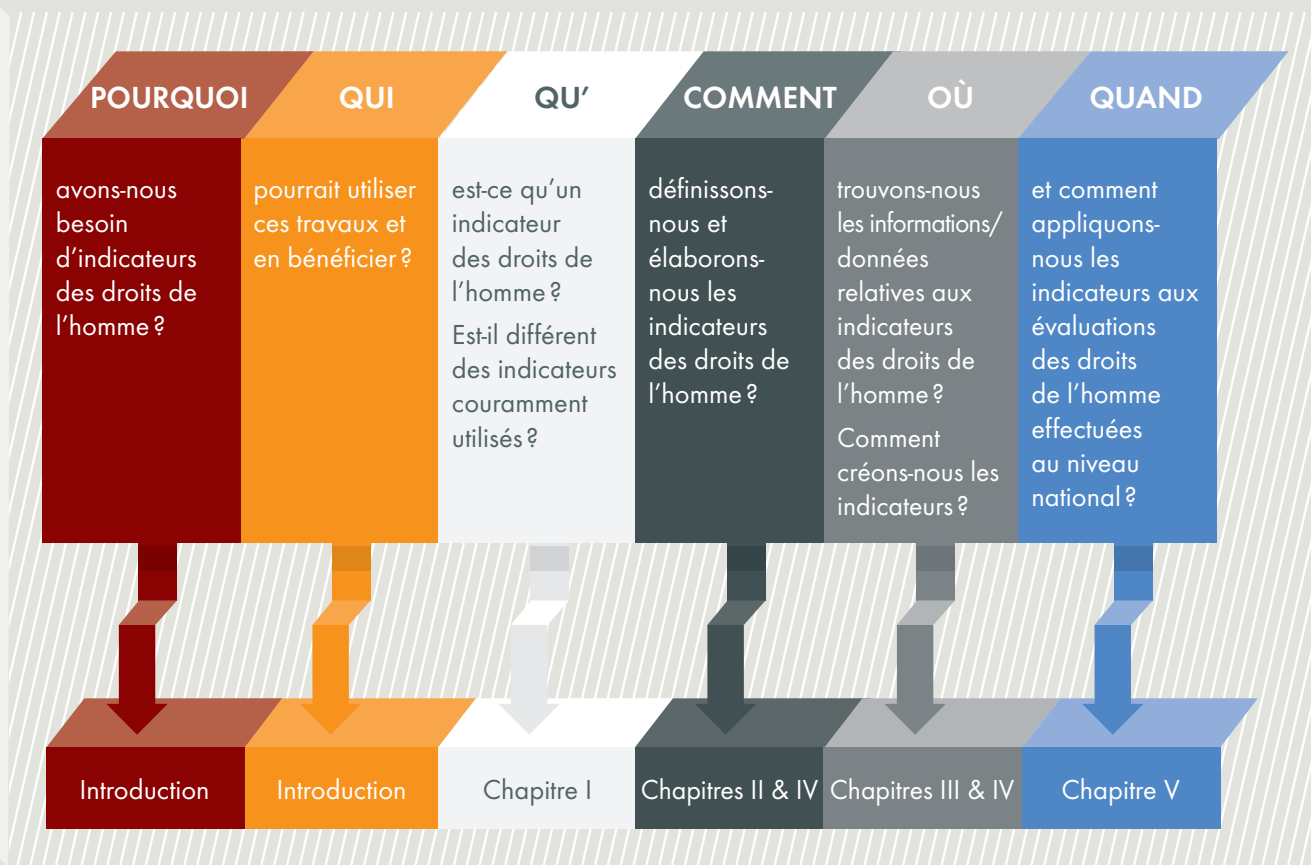 POURQUOI
avons-nous
besoin
d’indicateurs
des droits de
l’homme ?
QUI
pourrait utiliser
ces travaux et
en bénéficier ?
QU’
est-ce qu’un
indicateur
des droits de
l’homme ?
Est-il différent
des indicateurs
couramment
utilisés ?
COMMENT
définissons-
nous et
élaborons-
nous les
indicateurs
des droits de
l’homme ?
OÙ
trouvons-nous
les informations/
données
relatives aux
indicateurs
des droits de
l’homme ?
Comment
créons-nous les
indicateurs ?
QUAND
et comment
appliquons-
nous les
indicateurs aux
évaluations
des droits
de l’homme
effectuées
au niveau
national ?
Introduction
Introduction
Chapitre I
Chapitres II & IV
Chapitres III & IV
Chapitre V